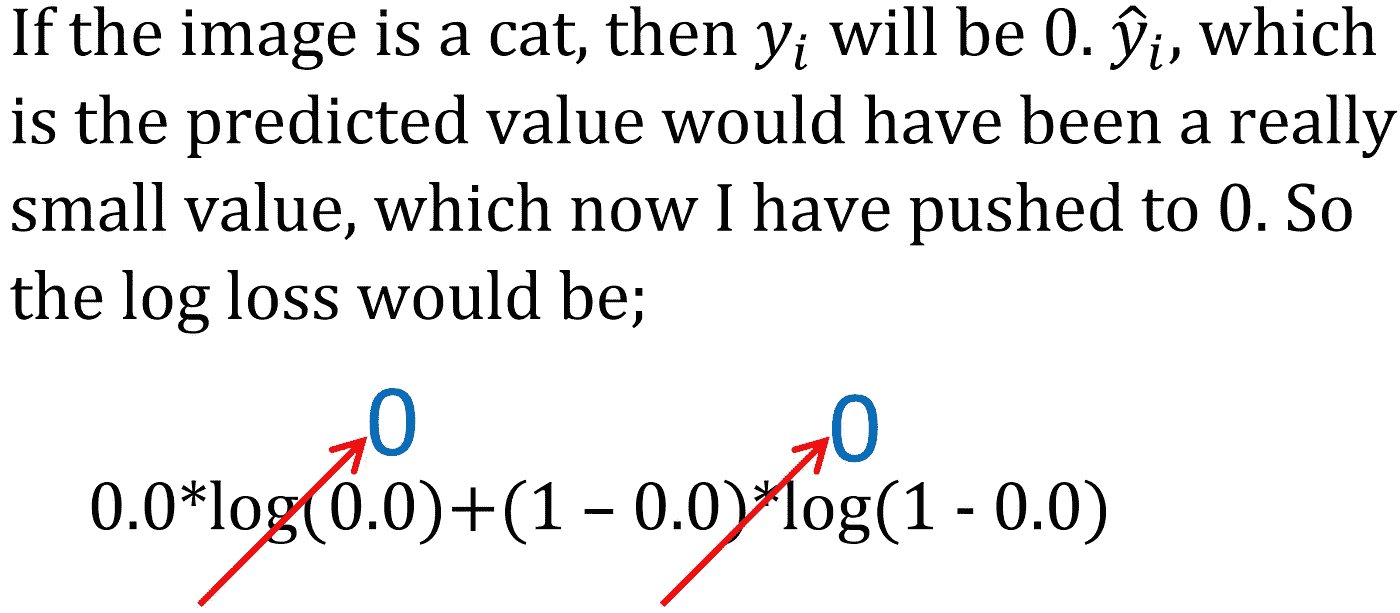 If the image is a cat, then yᵢ will be 0. ŷᵢ, which
is the predicted value would have been a really
small value, which now I have pushed to 0. So
the log loss would be;
0 0
0.0*log(0.0)+(1 – 0.0)*log(1 - 0.0)